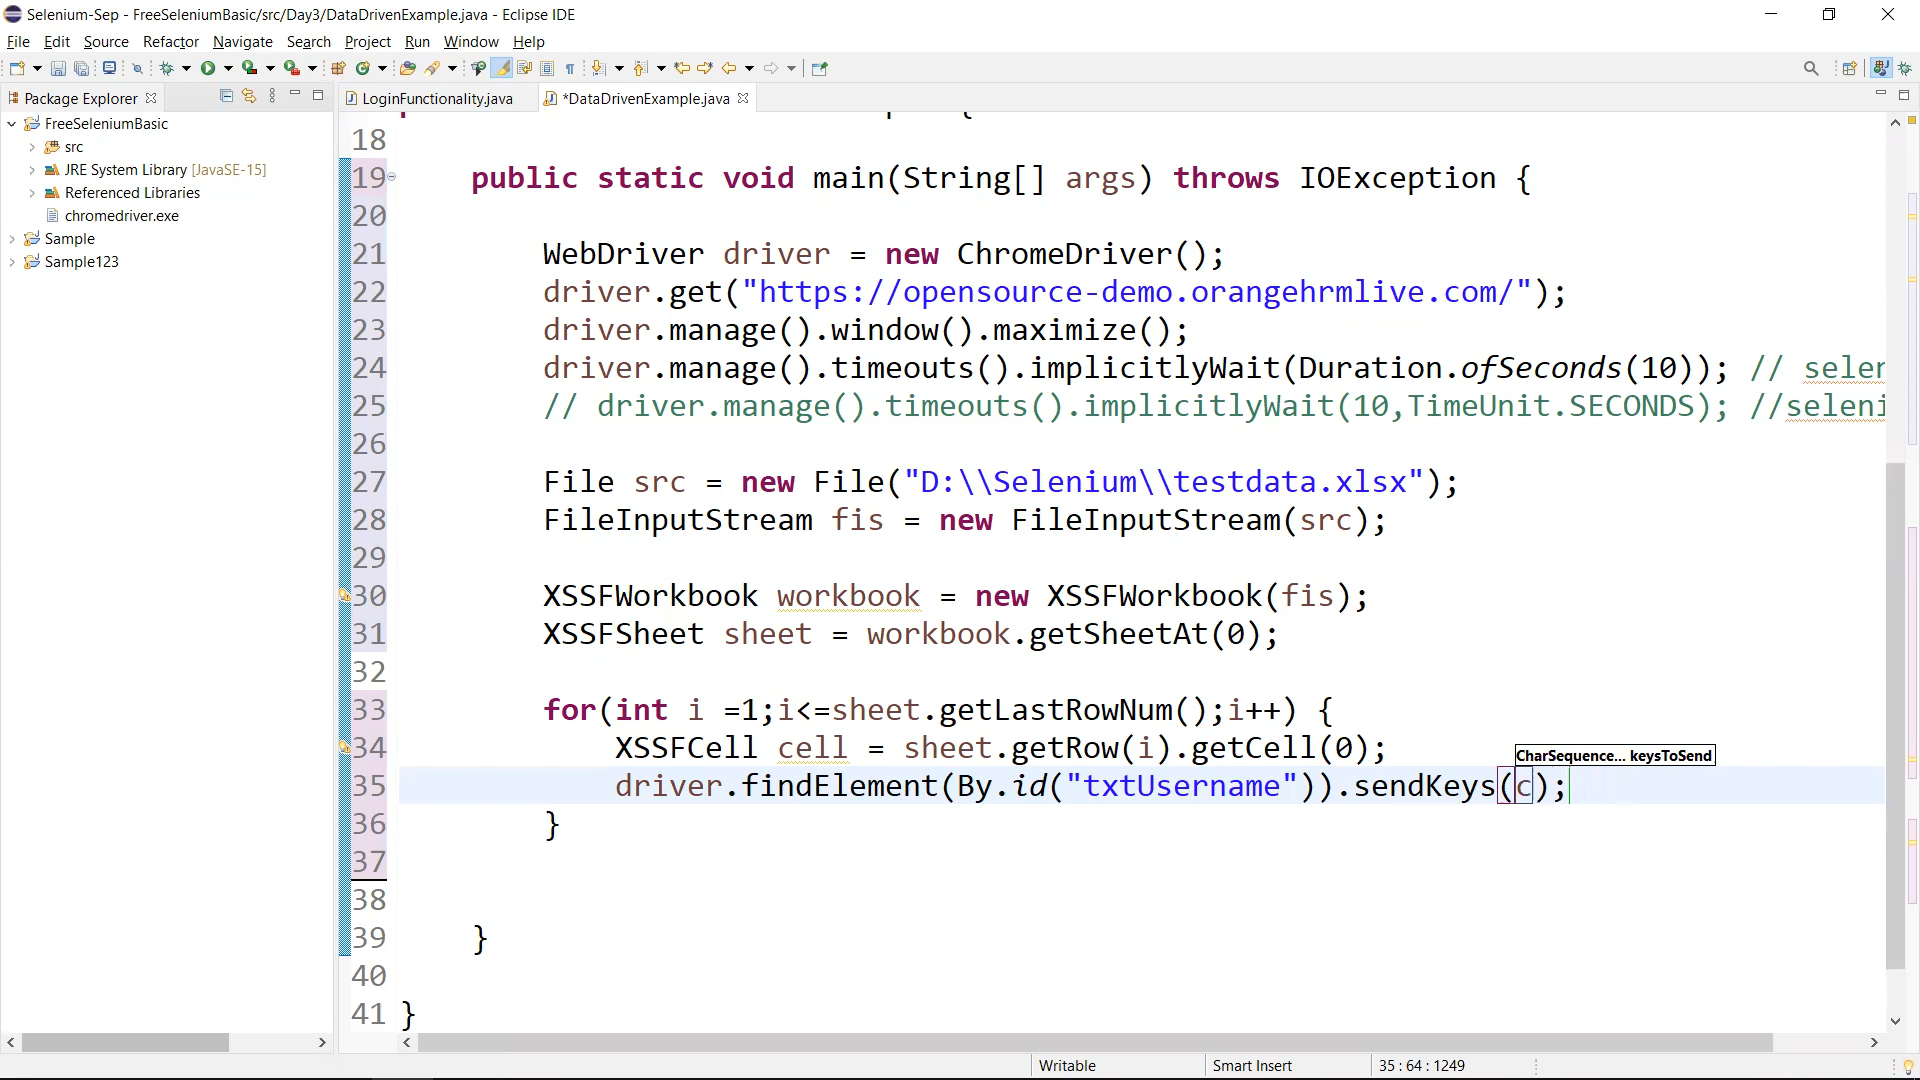 Selenium-Sep - FreeSeleniumBasic/src/Day3/DataDrivenExample.java - Eclipse IDE
File Edit Source Refactor Navigate Search Project Run Window Help
Package Explorer
LoginFunctionality.java
*DataDrivenExample.java
FreeSeleniumBasic
src
JRE System Library [JavaSE-15]
Referenced Libraries
chromedriver.exe
Sample
Sample123
18
19 public static void main(String[] args) throws IOException {
20
21 WebDriver driver = new ChromeDriver();
22 driver.get("https://opensource-demo.orangehrmlive.com/");
23 driver.manage().window().maximize();
24 driver.manage().timeouts().implicitlyWait(Duration.ofSeconds(10)); // selen
25 // driver.manage().timeouts().implicitlyWait(10,TimeUnit.SECONDS); //seleni
26
27 File src = new File("D:\\Selenium\\testdata.xlsx");
28 FileInputStream fis = new FileInputStream(src);
29
30 XSSFWorkbook workbook = new XSSFWorkbook(fis);
31 XSSFSheet sheet = workbook.getSheetAt(0);
32
33 for(int i =1;i<=sheet.getLastRowNum();i++) {
34 XSSFCell cell = sheet.getRow(i).getCell(0);
CharSequence... keysToSend
35 driver.findElement(By.id("txtUsername")).sendKeys(c);
36 }
37
38
39 }
40
41 }
Writable
Smart Insert
35 : 64 : 1249